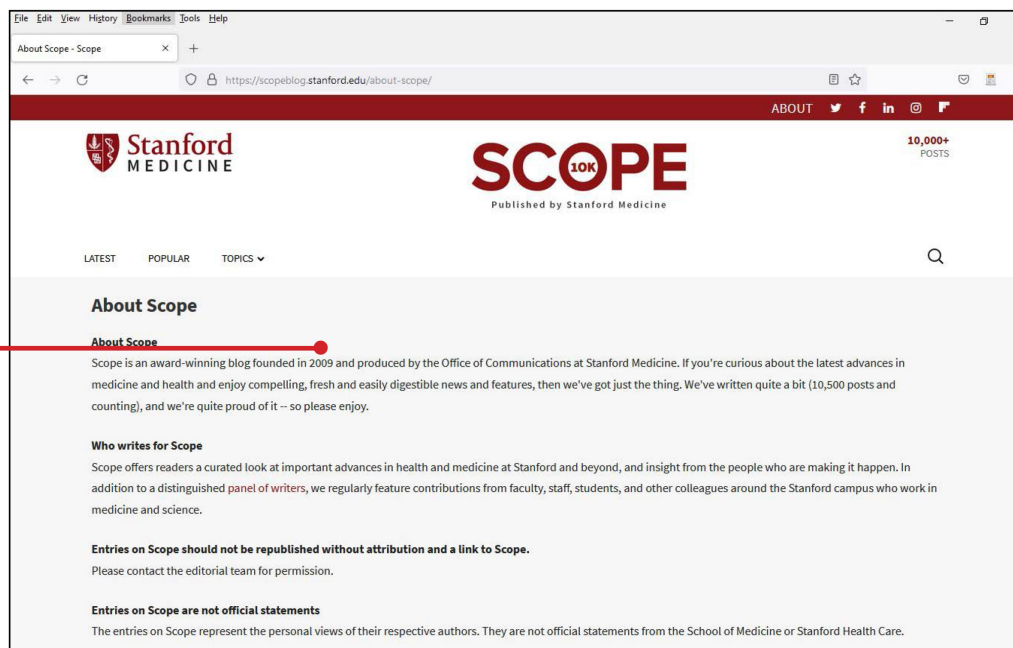 File Edit View History Bookmarks Tools Help
About Scope - Scope
https://scopeblog.stanford.edu/about-scope/
ABOUT
Stanford
MEDICINE
SCOPE
10K
Published by Stanford Medicine
10,000+
POSTS
LATEST POPULAR TOPICS
About Scope
About Scope
Scope is an award-winning blog founded in 2009 and produced by the Office of Communications at Stanford Medicine. If you're curious about the latest advances in
medicine and health and enjoy compelling, fresh and easily digestible news and features, then we've got just the thing. We've written quite a bit (10,500 posts and
counting), and we're quite proud of it -- so please enjoy.
Who writes for Scope
Scope offers readers a curated look at important advances in health and medicine at Stanford and beyond, and insight from the people who are making it happen. In
addition to a distinguished panel of writers, we regularly feature contributions from faculty, staff, students, and other colleagues around the Stanford campus who work in
medicine and science.
Entries on Scope should not be republished without attribution and a link to Scope.
Please contact the editorial team for permission.
Entries on Scope are not official statements
The entries on Scope represent the personal views of their respective authors. They are not official statements from the School of Medicine or Stanford Health Care.